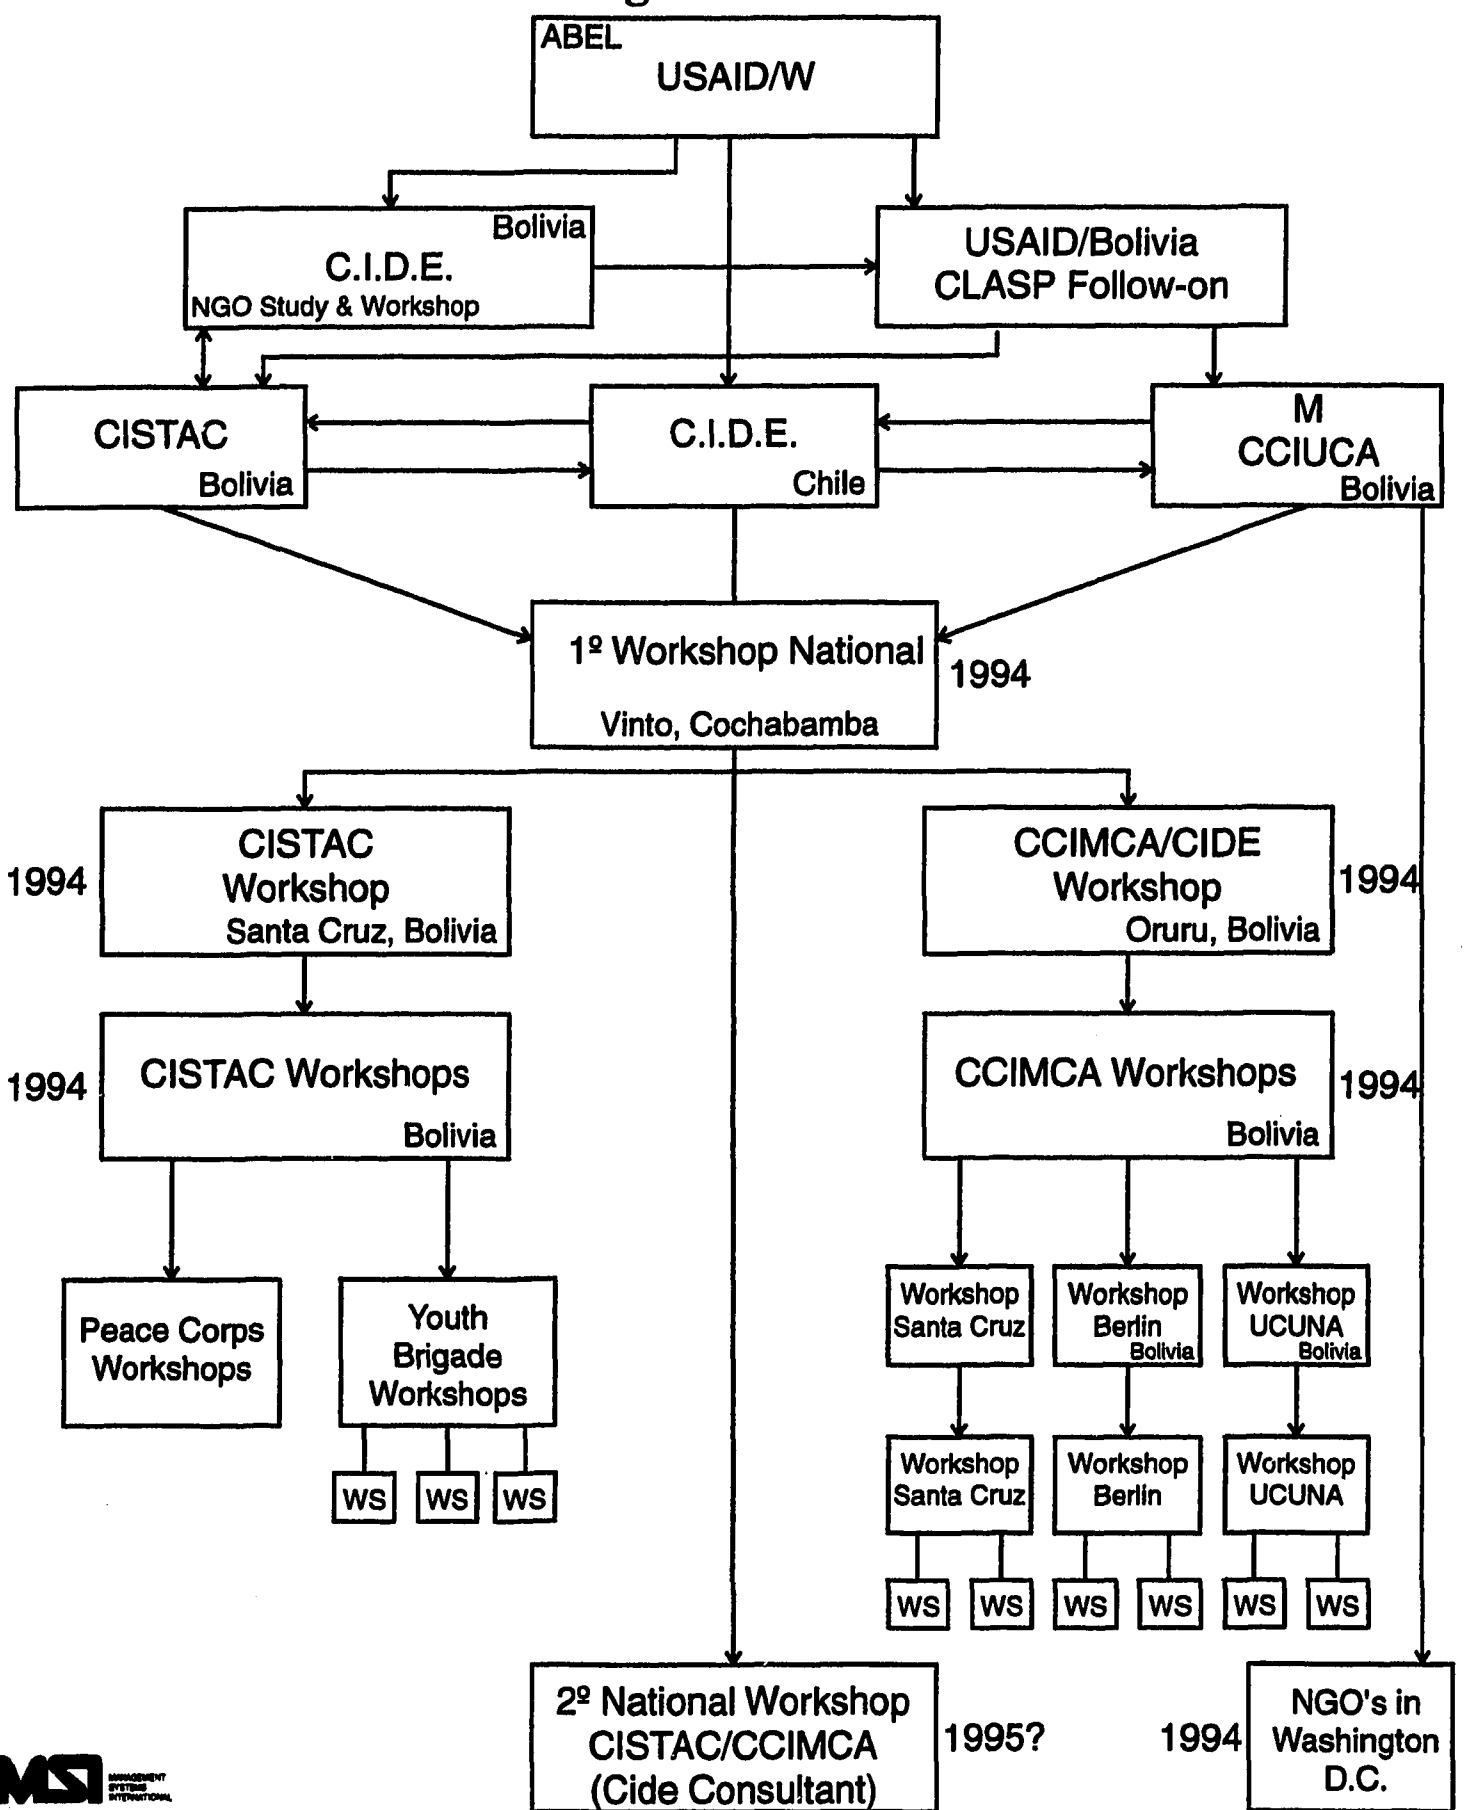 ABEL
USAID/W
Bolivia
C.I.D.E.
NGO Study & Workshop
USAID/Bolivia
CLASP Follow-on
CISTAC
Bolivia
C.I.D.E.
Chile
M
CCIUCA
Bolivia
1º Workshop National
1994
Vinto, Cochabamba
CISTAC
Workshop
Santa Cruz, Bolivia
1994
CCIMCA/CIDE
Workshop
Oruru, Bolivia
1994
CISTAC Workshops
Bolivia
1994
CCIMCA Workshops
Bolivia
1994
Peace Corps
Workshops
Youth
Brigade
Workshops
WS
WS
WS
Workshop
Santa Cruz
Workshop
Berlin
Bolivia
Workshop
UCUNA
Bolivia
Workshop
Santa Cruz
Workshop
Berlin
Workshop
UCUNA
WS
WS
WS
WS
WS
WS
2º National Workshop
CISTAC/CCIMCA
(Cide Consultant)
1995?
1994
NGO's in
Washington
D.C.
MSI
MANAGEMENT
SYSTEMS
INTERNATIONAL